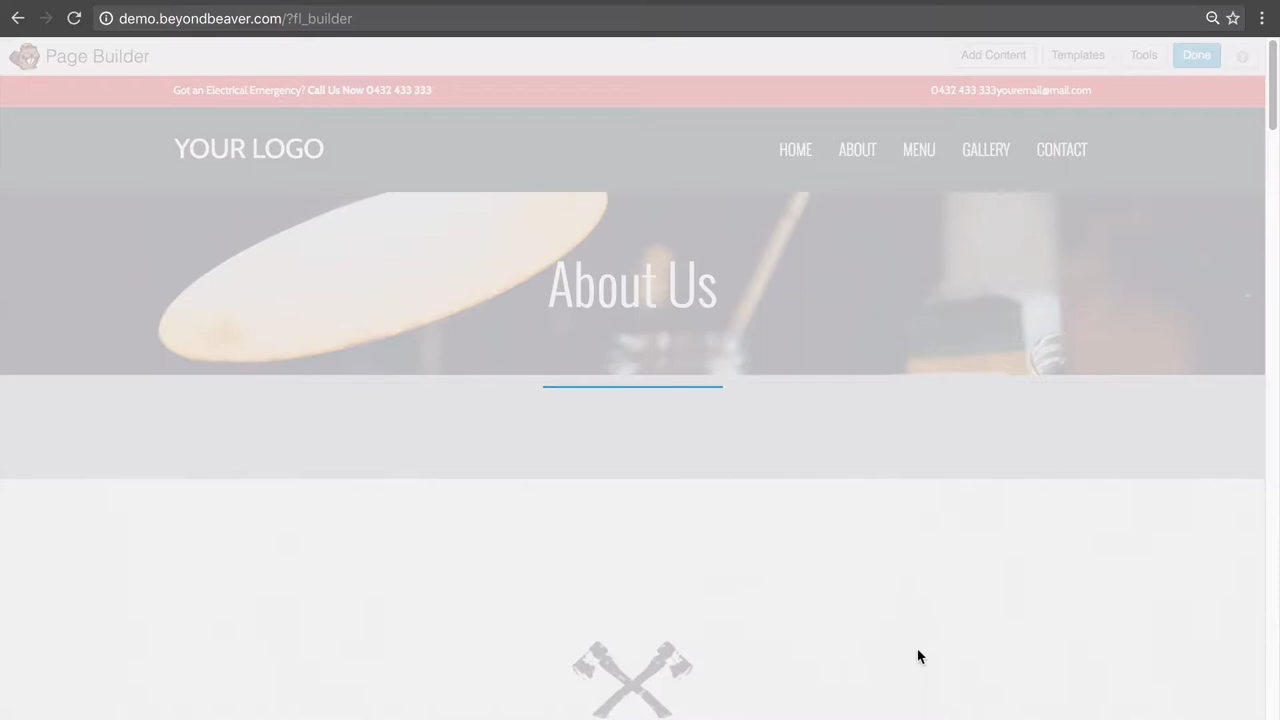 demo.beyondbeaver.com/?fl_builder
Page Builder
Add Content
Templates
Tools
Done
Got an Electrical Emergency? Call Us Now 0432 433 333
0432 433 333youremail@mail.com
YOUR LOGO
HOME
ABOUT
MENU
GALLERY
CONTACT
About Us